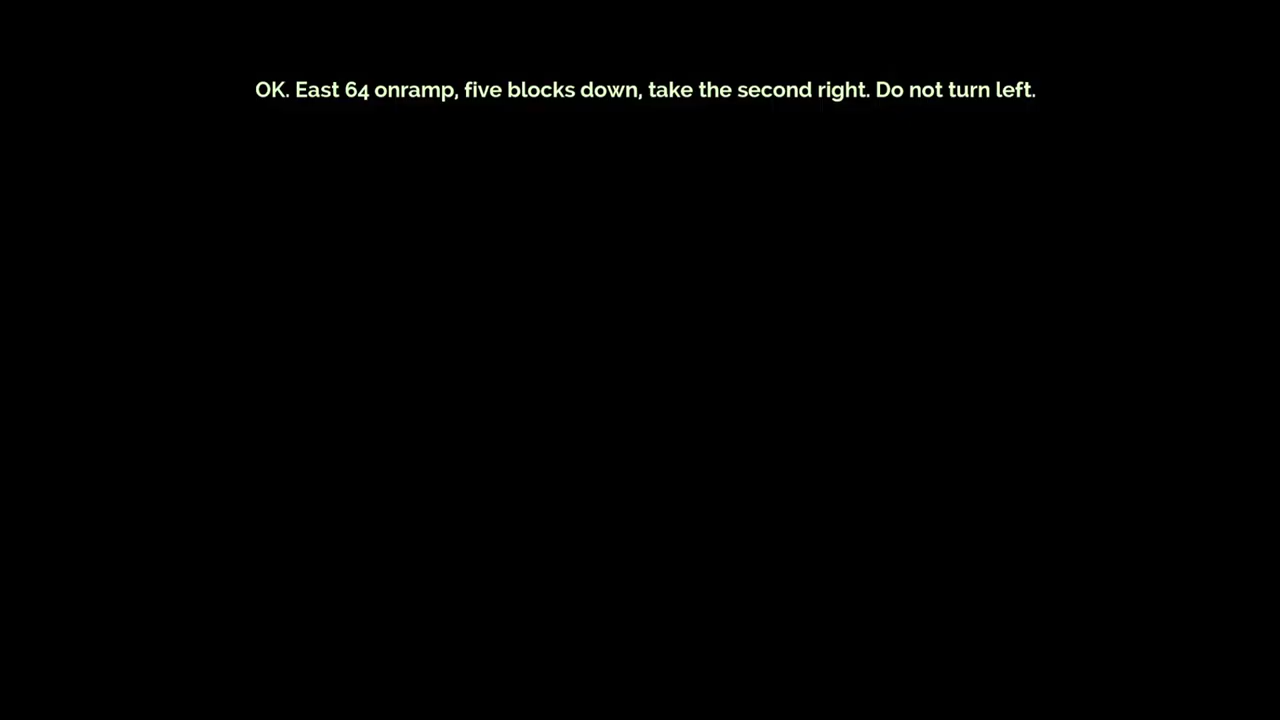 OK. East 64 onramp, five blocks down, take the second right. Do not turn left.